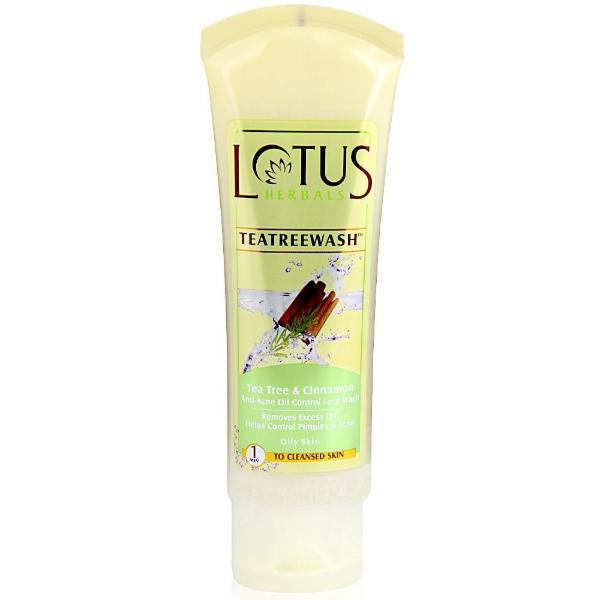 LOTUS
HERBALS
TEATREEWASH™
Tea Tree & Cinnamon
Anti-Acne Oil Control Face Wash
Removes Excess Oil
Helps Control Pimples & Acne
Oily Skin
1 MIN TO CLEANSED SKIN